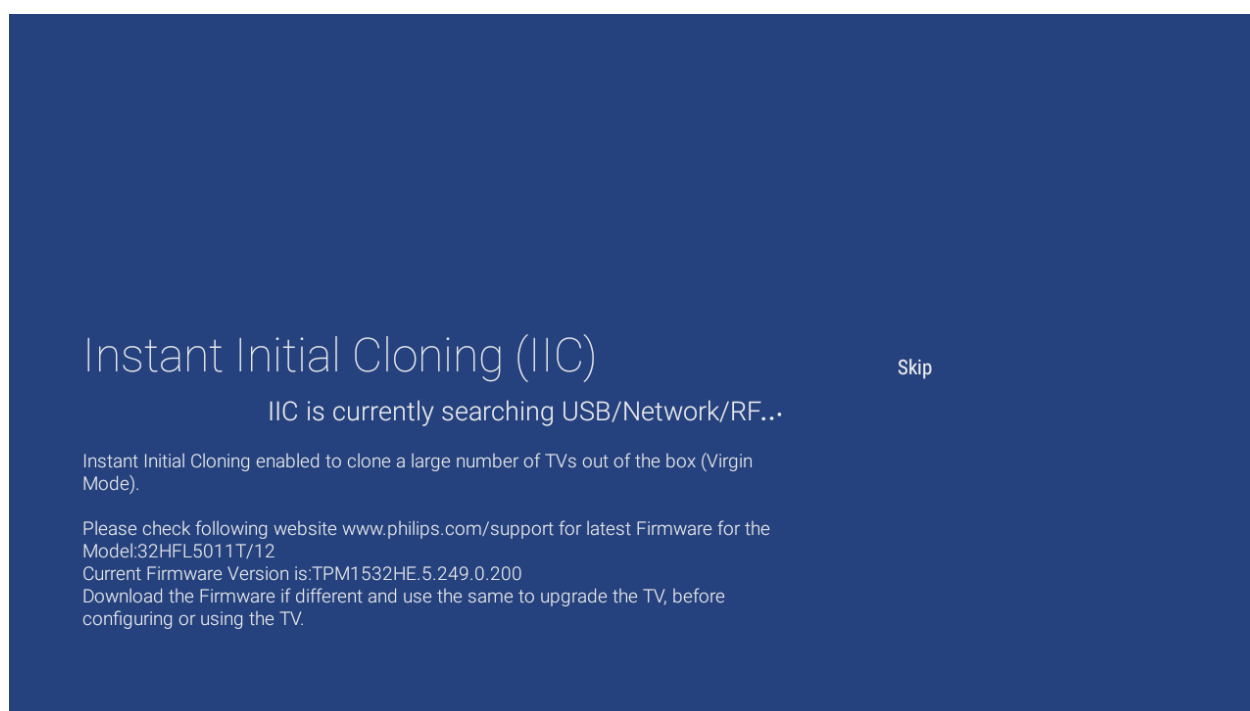 Instant Initial Cloning (IIC)
Skip
IIC is currently searching USB/Network/RF...
Instant Initial Cloning enabled to clone a large number of TVs out of the box (Virgin
Mode).
Please check following website www.philips.com/support for latest Firmware for the
Model:32HFL5011T/12
Current Firmware Version is:TPM1532HE.5.249.0.200
Download the Firmware if different and use the same to upgrade the TV, before
configuring or using the TV.